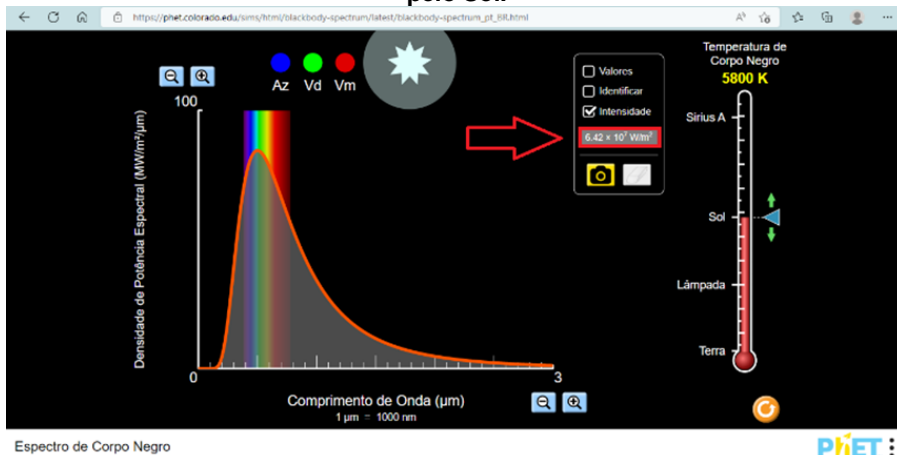 pelo Sol.
https://phet.colorado.edu/sims/html/blackbody-spectrum/latest/blackbody-spectrum_pt_BR.html
Az Vd Vm
100
Densidade de Potência Espectral (MW/m²/μm)
0
3
Comprimento de Onda (μm)
1 μm = 1000 nm
Valores
Identificar
Intensidade
6.42 × 10⁷ W/m²
Temperatura de
Corpo Negro
5800 K
Sirius A
Sol
Lâmpada
Terra
Espectro de Corpo Negro
PhET